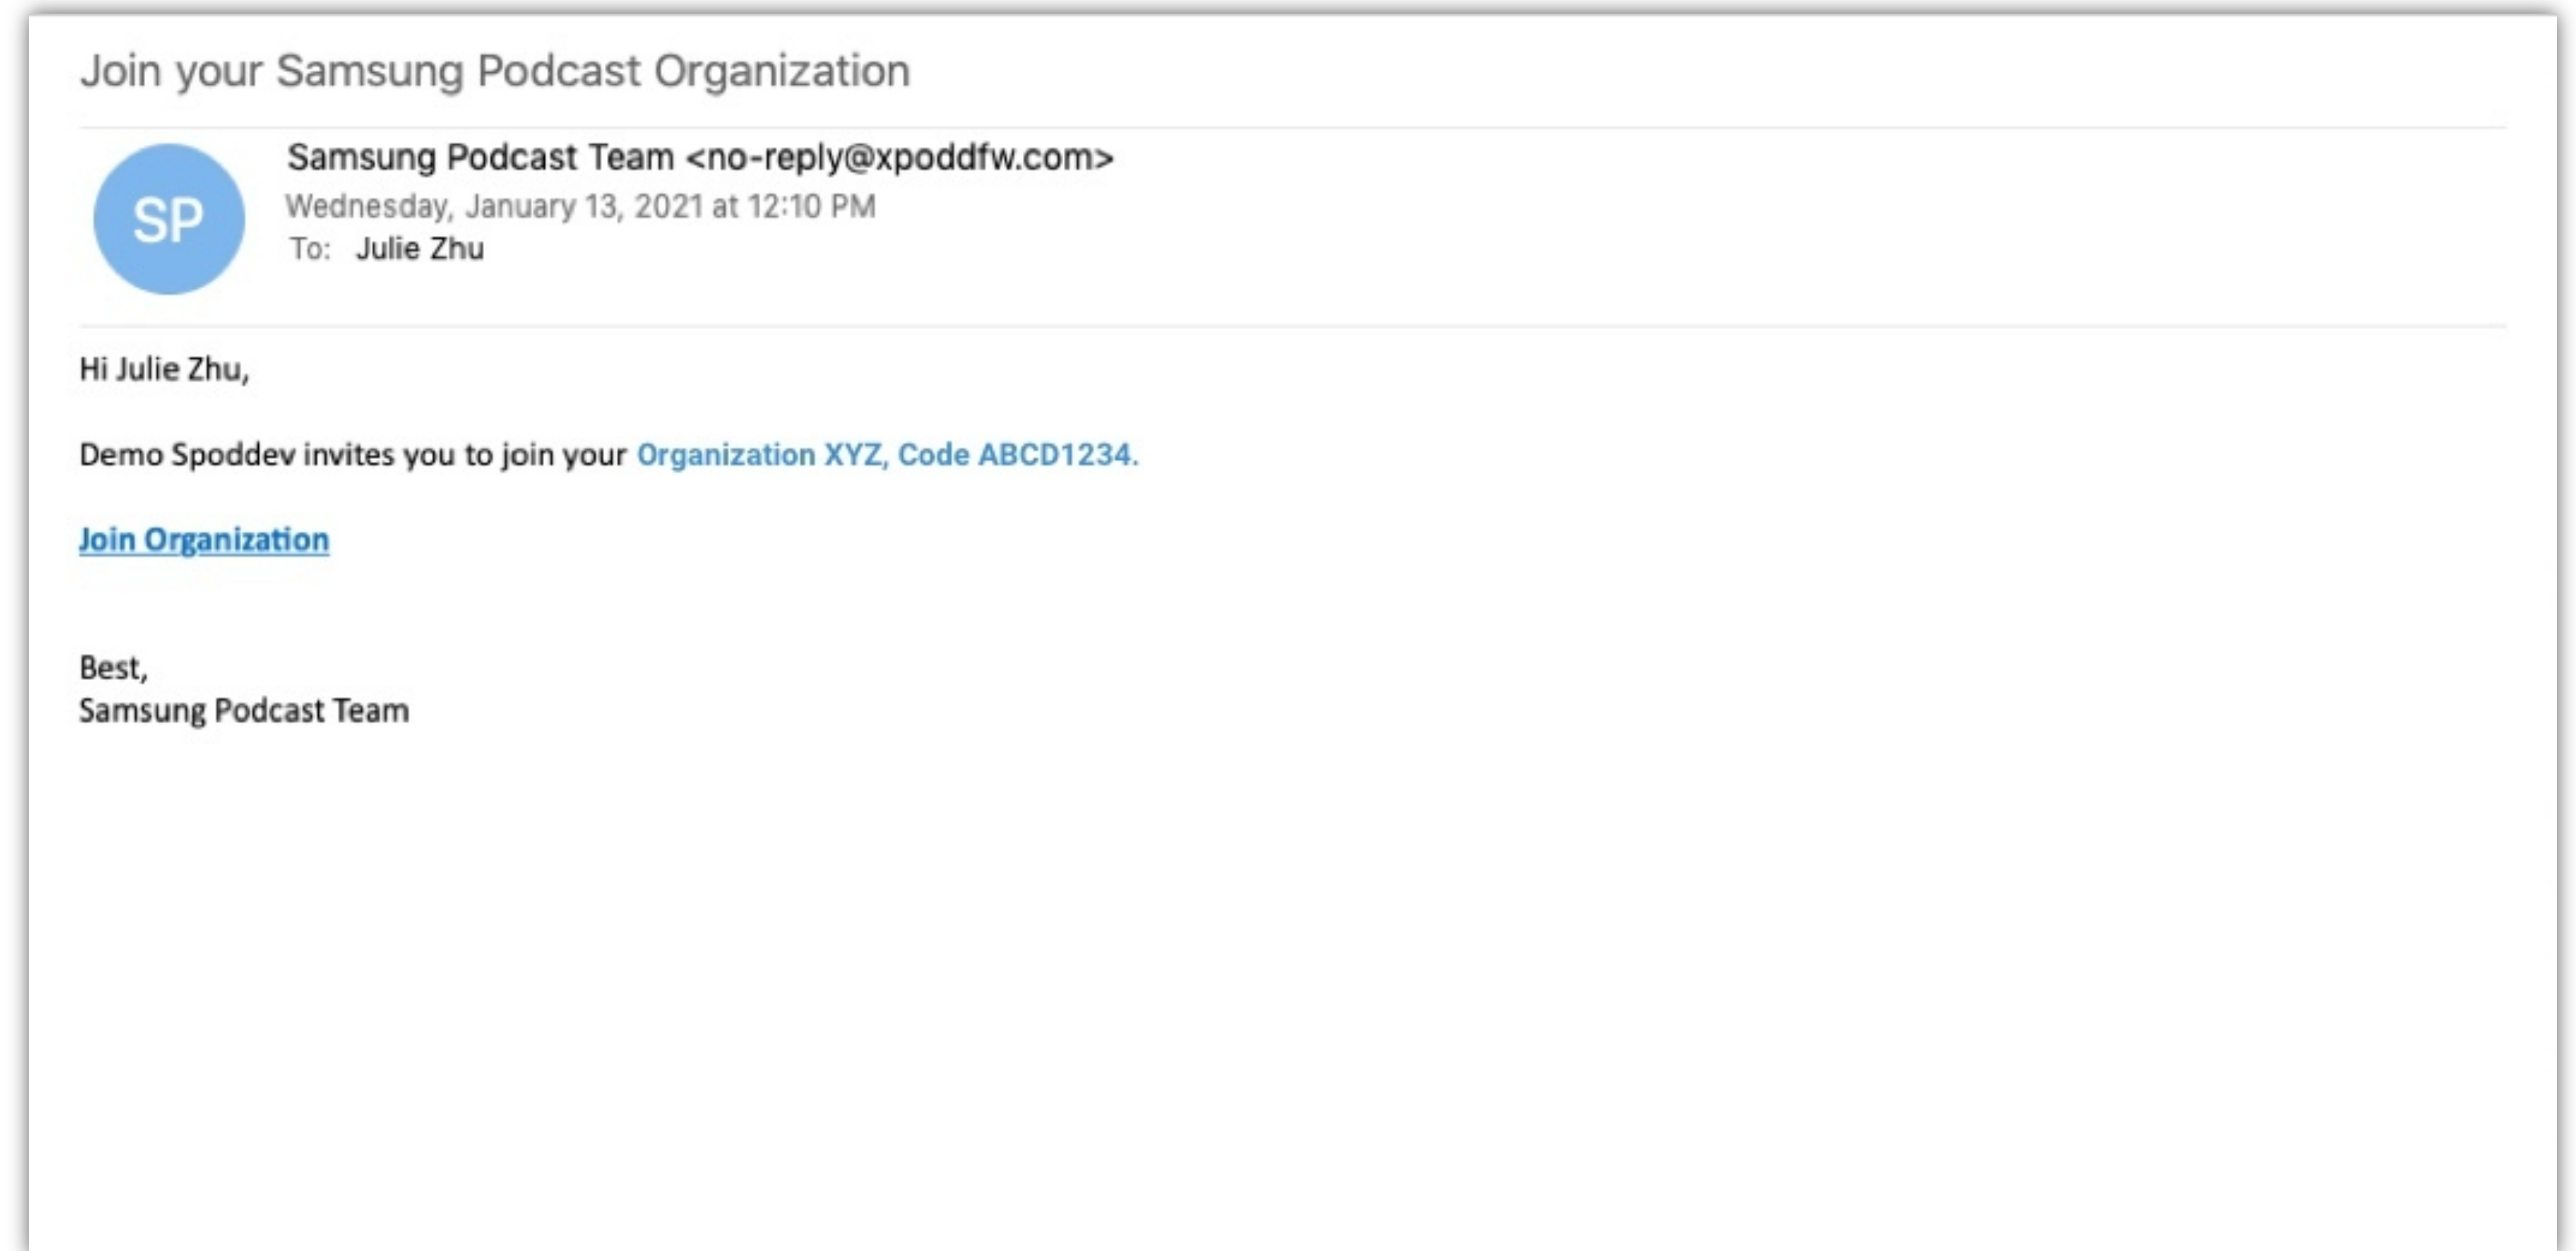 Join your Samsung Podcast Organization
Samsung Podcast Team <no-reply@xpoddfw.com>
SP
Wednesday, January 13, 2021 at 12:10 PM
To: Julie Zhu
Hi Julie Zhu,
Demo Spoddev invites you to join your Organization XYZ, Code ABCD1234.
Join Organization
Best,
Samsung Podcast Team